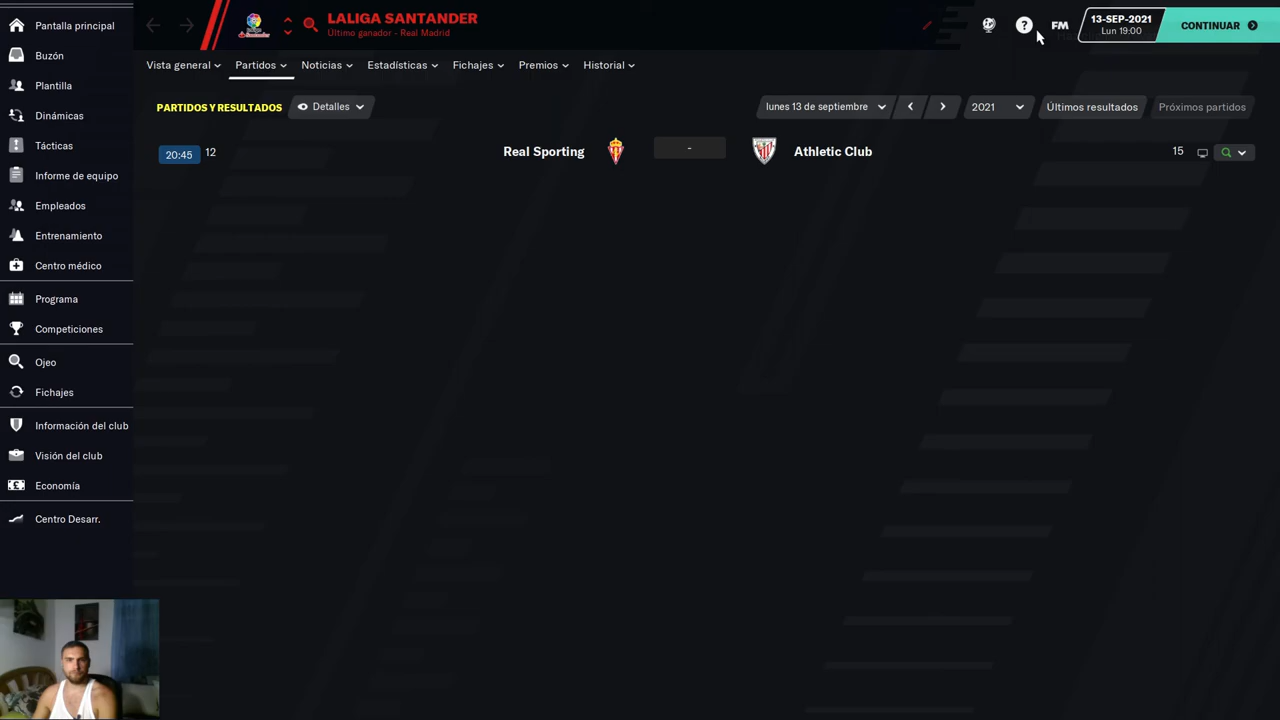 Pantalla principal
Buzón
Plantilla
Dinámicas
Tácticas
Informe de equipo
Empleados
Entrenamiento
Centro médico
Programa
Competiciones
Ojeo
Fichajes
Información del club
Visión del club
Economía
Centro Desarr.
LALIGA SANTANDER
Último ganador - Real Madrid
? FM
13-SEP-2021
Lun 19:00
CONTINUAR
Vista general Partidos Noticias Estadísticas Fichajes Premios Historial
PARTIDOS Y RESULTADOS Detalles lunes 13 de septiembre 2021 Últimos resultados Próximos partidos
20:45 12 Real Sporting - Athletic Club 15